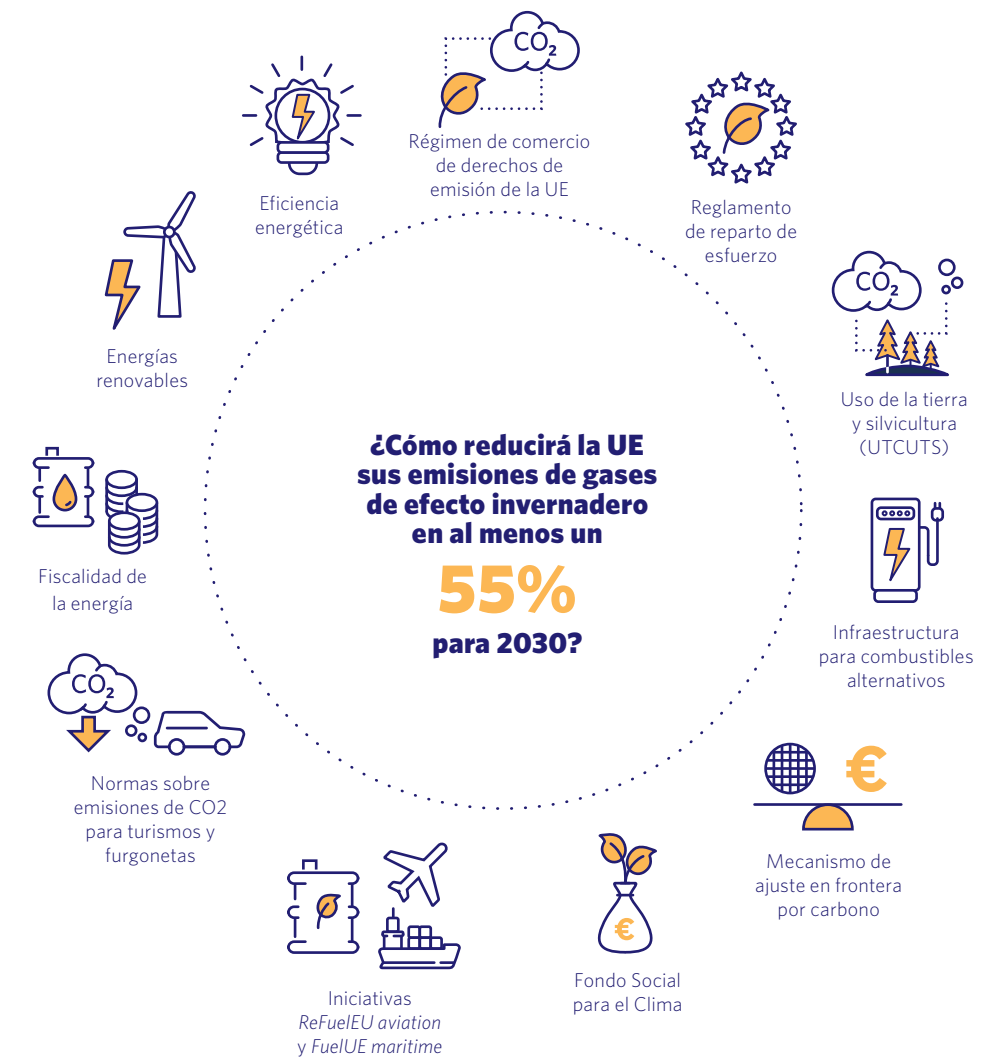 CO2
Régimen de comercio
de derechos de
emisión de la UE
Reglamento
de reparto de
esfuerzo
CO2
Uso de la tierra
y silvicultura
(UTCUTS)
Infraestructura
para combustibles
alternativos
€
Mecanismo de
ajuste en frontera
por carbono
€
Fondo Social
para el Clima
Iniciativas
ReFuelEU aviation
y FuelUE maritime
CO2
Normas sobre
emisiones de CO2
para turismos y
furgonetas
Fiscalidad de
la energía
Energías
renovables
Eficiencia
energética
¿Cómo reducirá la UE
sus emisiones de gases
de efecto invernadero
en al menos un
55%
para 2030?